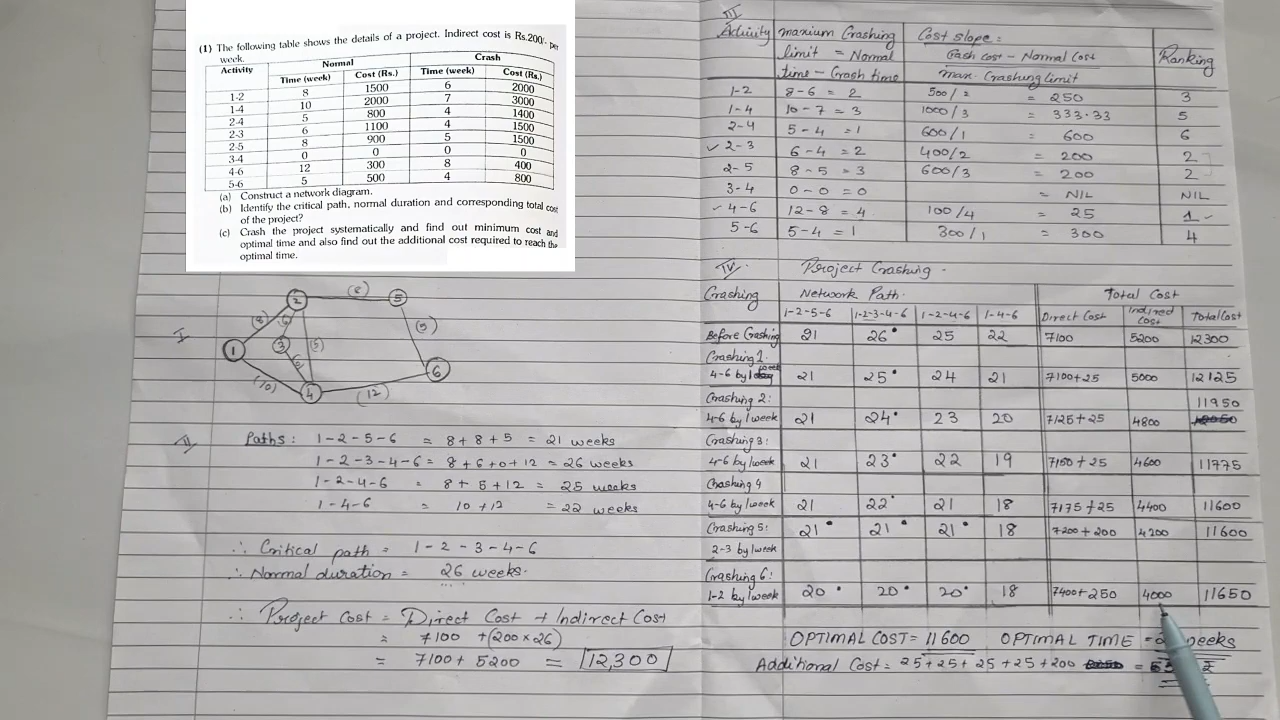 (1) The following table shows the details of a project. Indirect cost is Rs.200/- per
week.
Activity Normal Crash
Time (week) Cost (Rs.) Time (week) Cost (Rs.)
1-2 8 1500 6 2000
1-4 10 2000 7 3000
2-4 5 800 4 1400
2-3 6 1100 4 1500
2-5 8 900 5 1500
3-4 0 0 0 0
4-6 12 300 8 400
5-6 5 500 4 800
(a) Construct a network diagram.
(b) Identify the critical path, normal duration and corresponding total cost
of the project?
(c) Crash the project systematically and find out minimum cost and
optimal time and also find out the additional cost required to reach the
optimal time.
I
1 2 3 4 5 6
(8) (8) (6) (5) (5) (0) (10) (12)
II
Paths: 1-2-5-6 = 8+8+5 = 21 weeks
1-2-3-4-6 = 8+6+0+12 = 26 weeks
1-2-4-6 = 8+5+12 = 25 weeks
1-4-6 = 10+12 = 22 weeks
∴ Critical path = 1-2-3-4-6
∴ Normal duration = 26 weeks.
∴ Project Cost = Direct Cost + Indirect Cost
= 7100 +(200×26)
= 7100+5200 = 12,300
III
Activity maxium Crashing Cost slope: Ranking
limit = Normal Crash cost - Normal Cost
time - Crash time max. Crashing limit
1-2 8-6 = 2 500/2 = 250 3
1-4 10-7 = 3 1000/3 = 333.33 5
2-4 5-4 = 1 600/1 = 600 6
✓ 2-3 6-4 = 2 400/2 = 200 2
2-5 8-5 = 3 600/3 = 200 2
3-4 0-0 = 0 = NIL NIL
✓ 4-6 12-8 = 4 100/4 = 25 1
5-6 5-4 = 1 300/1 = 300 4
IV. Project Crashing.
Crashing Network Path. Total Cost
1-2-5-6 1-2-3-4-6 1-2-4-6 1-4-6 Direct Cost Indirect Cost Total Cost
Before Crashing 21 26• 25 22 7100 5200 12300
Crashing 1.
4-6 by 1 week 21 25• 24 21 7100+25 5000 12125
Crashing 2: 11950
4-6 by 1 week 21 24• 23 20 7125+25 4800
Crashing 3:
4-6 by 1 week 21 23• 22 19 7150+25 4600 11775
Crashing 4
4-6 by 1 week 21 22• 21 18 7175+25 4400 11600
Crashing 5: 21• 21• 21• 18 7200+200 4200 11600
2-3 by 1 week
Crashing 6:
1-2 by 1 week 20• 20• 20• 18 7400+250 4000 11650
OPTIMAL COST = 11600 OPTIMAL TIME =
Additional Cost = 25+25+25+25+200 =